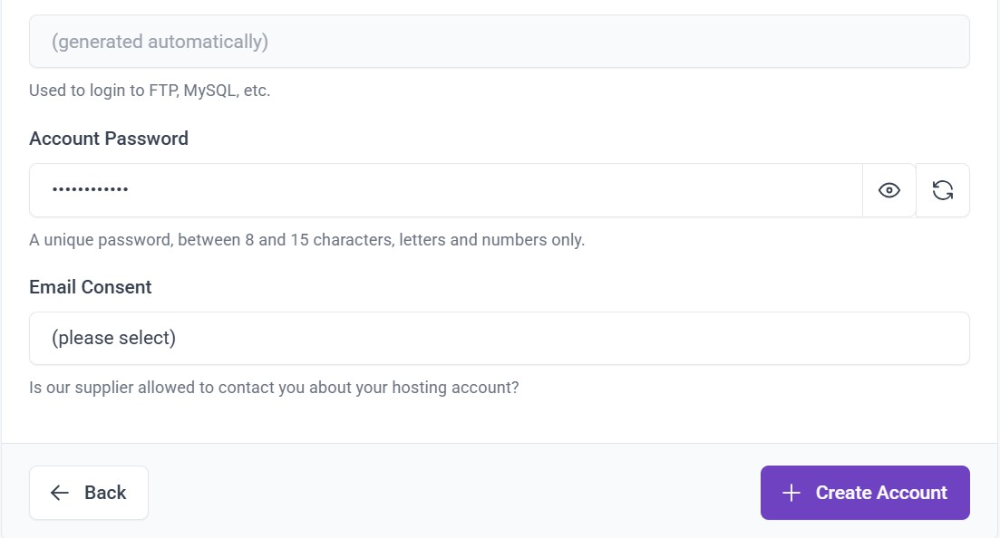 (generated automatically)
Used to login to FTP, MySQL, etc.
Account Password
••••••••••••
A unique password, between 8 and 15 characters, letters and numbers only.
Email Consent
(please select)
Is our supplier allowed to contact you about your hosting account?
Back
Create Account